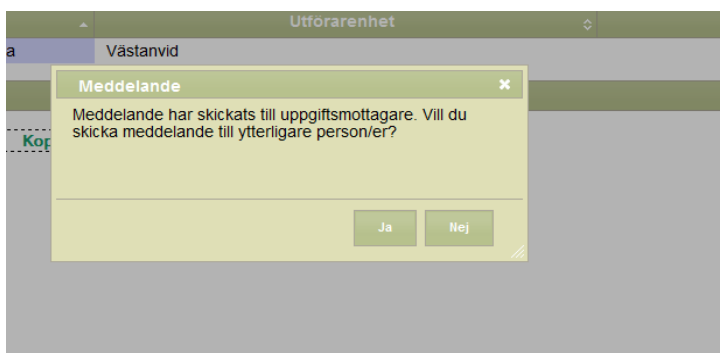 Utförarenhet
a Västanvid
Meddelande
Meddelande har skickats till uppgiftsmottagare. Vill du
skicka meddelande till ytterligare person/er?
Kop
Ja Nej